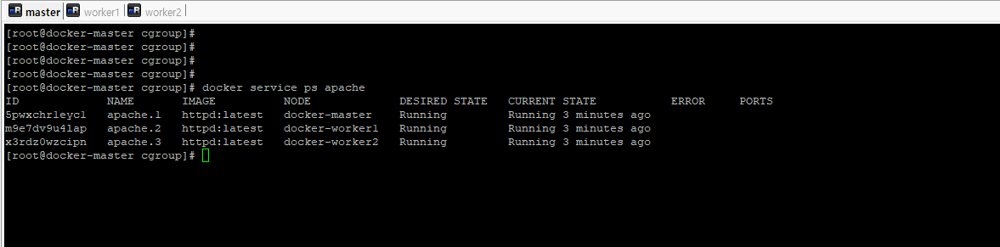 master worker1 worker2
[root@docker-master cgroup]#
[root@docker-master cgroup]#
[root@docker-master cgroup]#
[root@docker-master cgroup]#
[root@docker-master cgroup]# docker service ps apache
ID NAME IMAGE NODE DESIRED STATE CURRENT STATE ERROR PORTS
5pwxchrleycl apache.1 httpd:latest docker-master Running Running 3 minutes ago
m9e7dv9u4lap apache.2 httpd:latest docker-worker1 Running Running 3 minutes ago
x3rdz0wzcipn apache.3 httpd:latest docker-worker2 Running Running 3 minutes ago
[root@docker-master cgroup]#